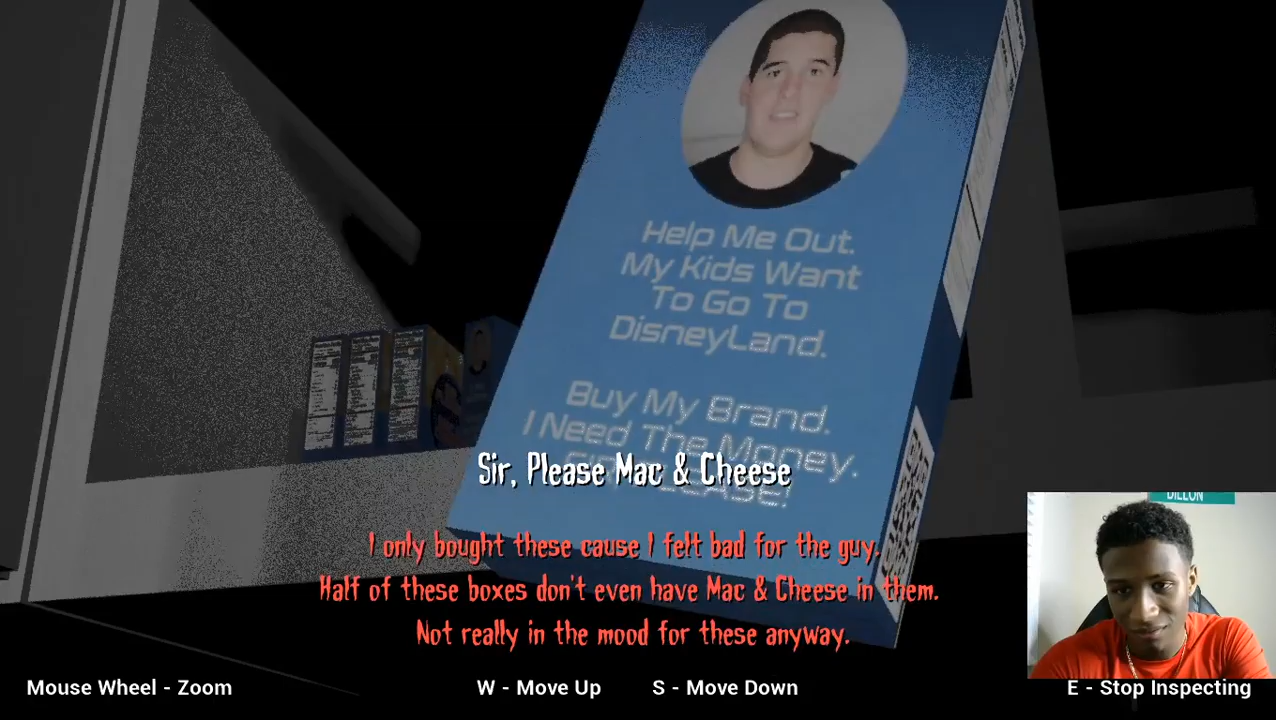 DILLON
Help Me Out.
My Kids Want
To Go To
DisneyLand.
Buy My Brand.
I Need The Money.
Sir, Please Mac & Cheese
I only bought these cause I felt bad for the guy.
Half of these boxes don't even have Mac & Cheese in them.
Not really in the mood for these anyway.
Mouse Wheel - Zoom
W - Move Up
S - Move Down
E - Stop Inspecting